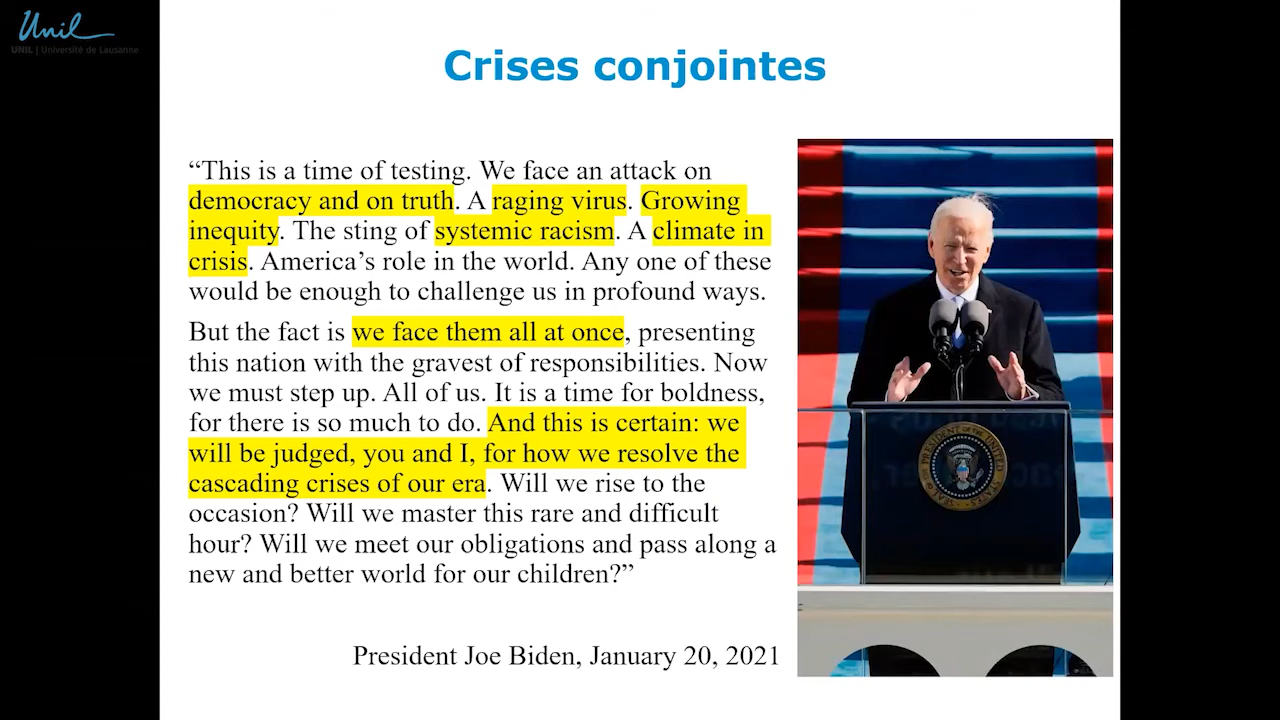 Unil
UNIL | Université de Lausanne
Crises conjointes
“This is a time of testing. We face an attack on
democracy and on truth. A raging virus. Growing
inequity. The sting of systemic racism. A climate in
crisis. America’s role in the world. Any one of these
would be enough to challenge us in profound ways.
But the fact is we face them all at once, presenting
this nation with the gravest of responsibilities. Now
we must step up. All of us. It is a time for boldness,
for there is so much to do. And this is certain: we
will be judged, you and I, for how we resolve the
cascading crises of our era. Will we rise to the
occasion? Will we master this rare and difficult
hour? Will we meet our obligations and pass along a
new and better world for our children?”
President Joe Biden, January 20, 2021